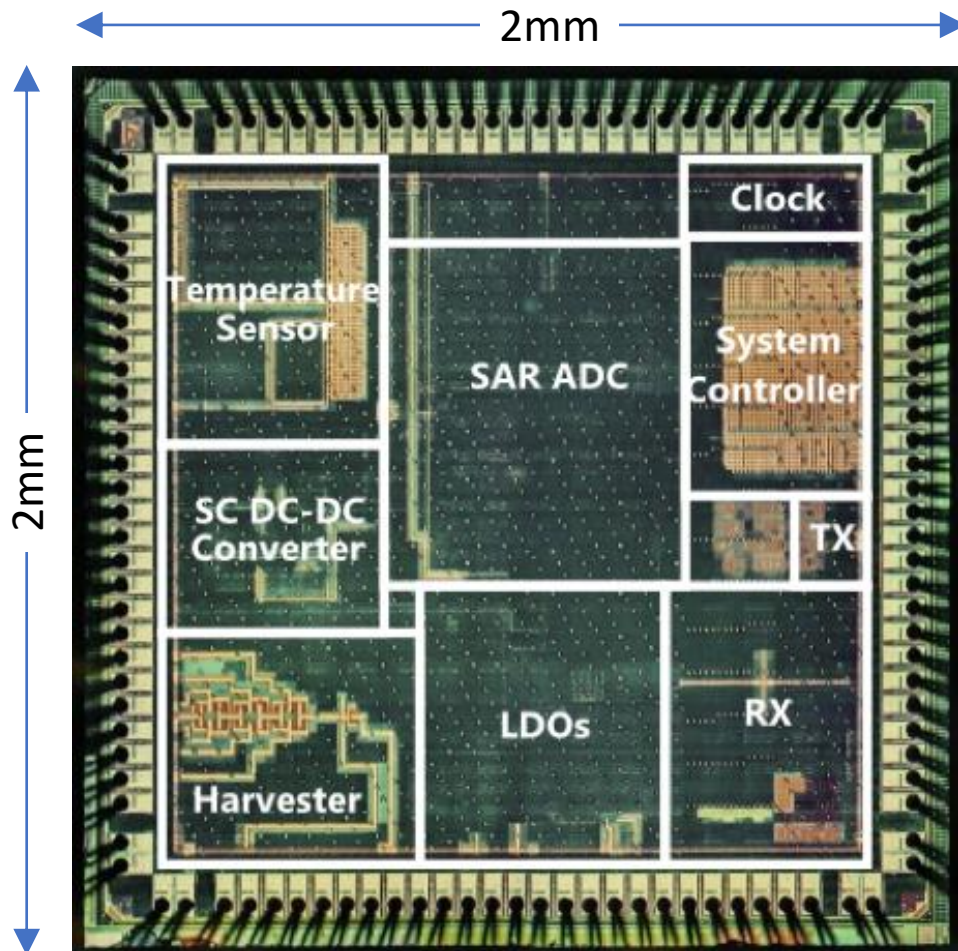 2mm
2mm
Clock
Temperature
Sensor
System
Controller
SAR ADC
SC DC-DC
Converter
TX
LDOs
RX
Harvester